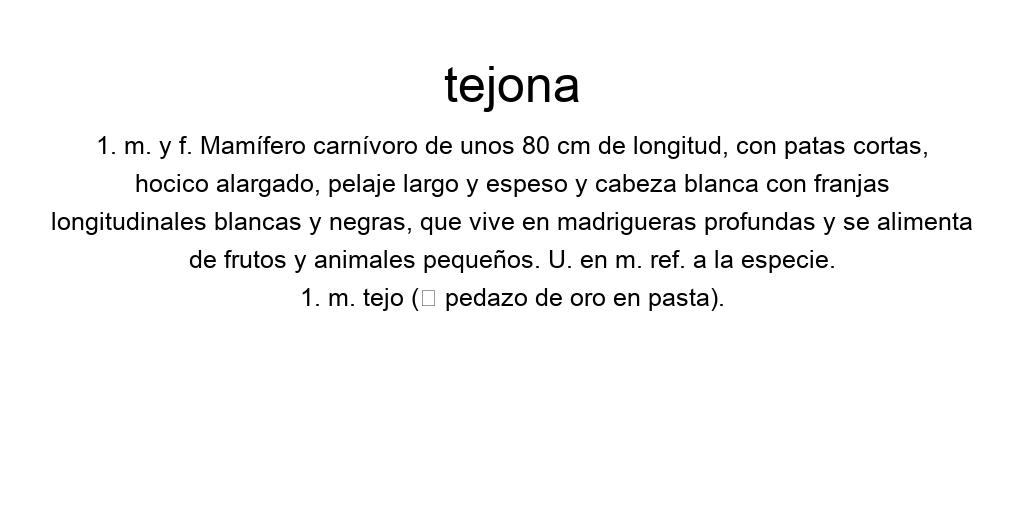 tejona
1. m. y f. Mamífero carnívoro de unos 80 cm de longitud, con patas cortas,
hocico alargado, pelaje largo y espeso y cabeza blanca con franjas
longitudinales blancas y negras, que vive en madrigueras profundas y se alimenta
de frutos y animales pequeños. U. en m. ref. a la especie.
1. m. tejo (□ pedazo de oro en pasta).